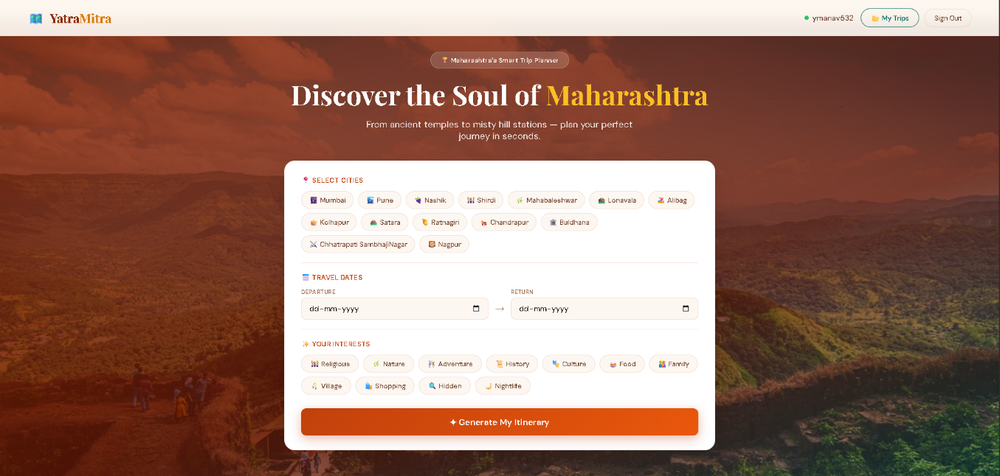 YatraMitra
ymanav532
My Trips
Sign Out
Maharashtra's Smart Trip Planner
Discover the Soul of Maharashtra
From ancient temples to misty hill stations — plan your perfect
journey in seconds.
SELECT CITIES
Mumbai Pune Nashik Shirdi Mahabaleshwar Lonavala Alibag
Kolhapur Satara Ratnagiri Chandrapur Buldhana
Chhatrapati SambhajiNagar Nagpur
TRAVEL DATES
DEPARTURE RETURN
dd-mm-yyyy → dd-mm-yyyy
YOUR INTERESTS
Religious Nature Adventure History Culture Food Family
Village Shopping Hidden Nightlife
✦ Generate My Itinerary